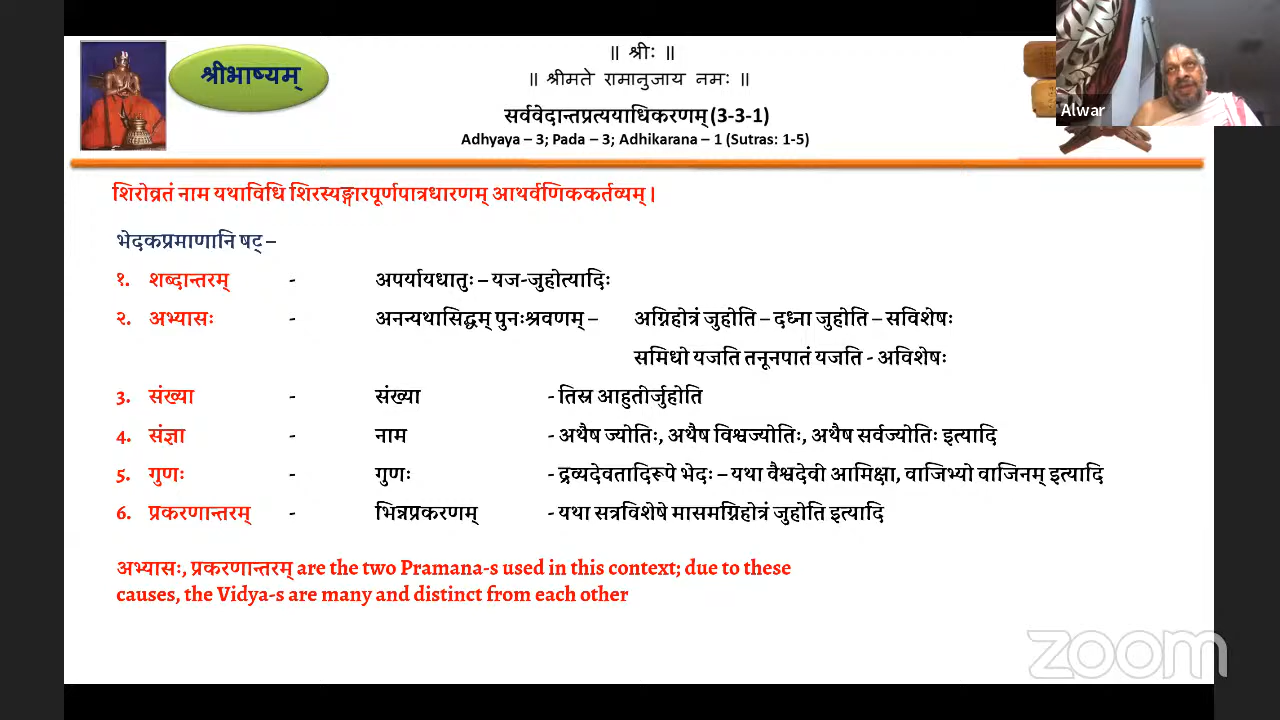 श्रीभाष्यम्
॥ श्रीः ॥
॥ श्रीमते रामानुजाय नमः ॥
सर्ववेदान्तप्रत्ययाधिकरणम् (3-3-1)
Adhyaya – 3; Pada – 3; Adhikarana – 1 (Sutras: 1-5)
Alwar
शिरोव्रतं नाम यथाविधि शिरस्यङ्गारपूर्णपात्रधारणम् आथर्वणिककर्तव्यम् ।
भेदकप्रमाणानि षट् –
१. शब्दान्तरम् - अपर्यायधातुः – यज-जुहोत्यादिः
२. अभ्यासः - अनन्यथासिद्धम् पुनःश्रवणम् – अग्निहोत्रं जुहोति – दध्ना जुहोति – सविशेषः
समिधो यजति तनूनपातं यजति - अविशेषः
3. संख्या - संख्या - तिस्र आहुतीर्जुहोति
4. संज्ञा - नाम - अथैष ज्योतिः, अथैष विश्वज्योतिः, अथैष सर्वज्योतिः इत्यादि
5. गुणः - गुणः - द्रव्यदेवतादिरूपे भेदः – यथा वैश्वदेवी आमिक्षा, वाजिभ्यो वाजिनम् इत्यादि
6. प्रकरणान्तरम् - भिन्नप्रकरणम् - यथा सत्रविशेषे मासमग्निहोत्रं जुहोति इत्यादि
अभ्यासः, प्रकरणान्तरम् are the two Pramana-s used in this context; due to these
causes, the Vidya-s are many and distinct from each other
zoom